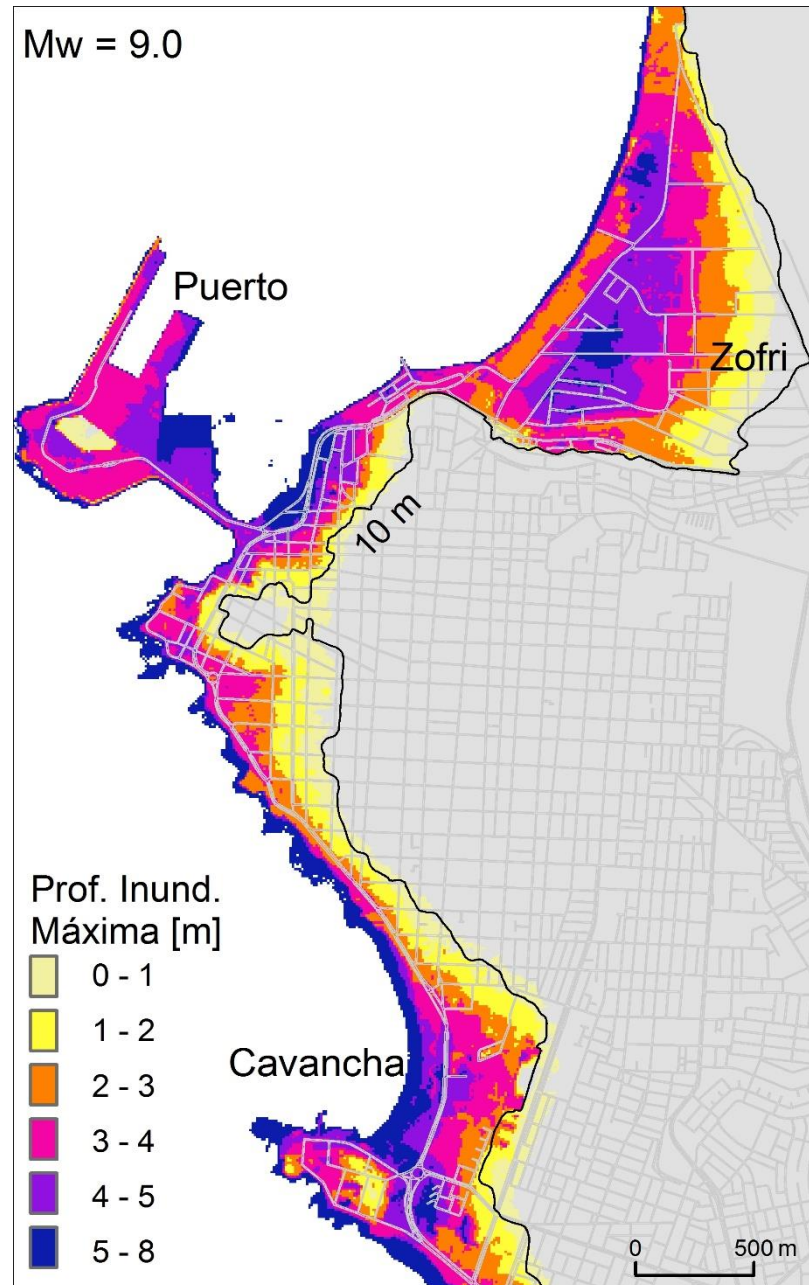 Mw = 9.0
Puerto
Zofri
10 m
Cavancha
Prof. Inund.
Máxima [m]
0 - 1
1 - 2
2 - 3
3 - 4
4 - 5
5 - 8
0 500 m